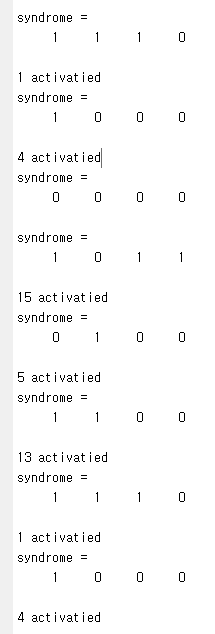 syndrome =
1 1 1 0
1 activatied
syndrome =
1 0 0 0
4 activatied
syndrome =
0 0 0 0
syndrome =
1 0 1 1
15 activatied
syndrome =
0 1 0 0
5 activatied
syndrome =
1 1 0 0
13 activatied
syndrome =
1 1 1 0
1 activatied
syndrome =
1 0 0 0
4 activatied